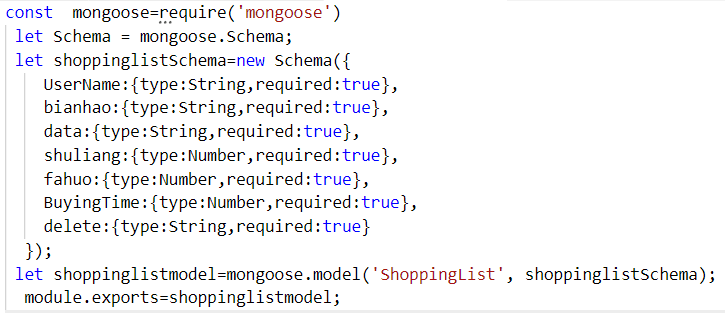 const  mongoose=require('mongoose')
let Schema = mongoose.Schema;
let shoppinglistSchema=new Schema({
UserName:{type:String,required:true},
bianhao:{type:String,required:true},
data:{type:String,required:true},
shuliang:{type:Number,required:true},
fahuo:{type:Number,required:true},
BuyingTime:{type:Number,required:true},
delete:{type:String,required:true}
});
let shoppinglistmodel=mongoose.model('ShoppingList', shoppinglistSchema);
module.exports=shoppinglistmodel;